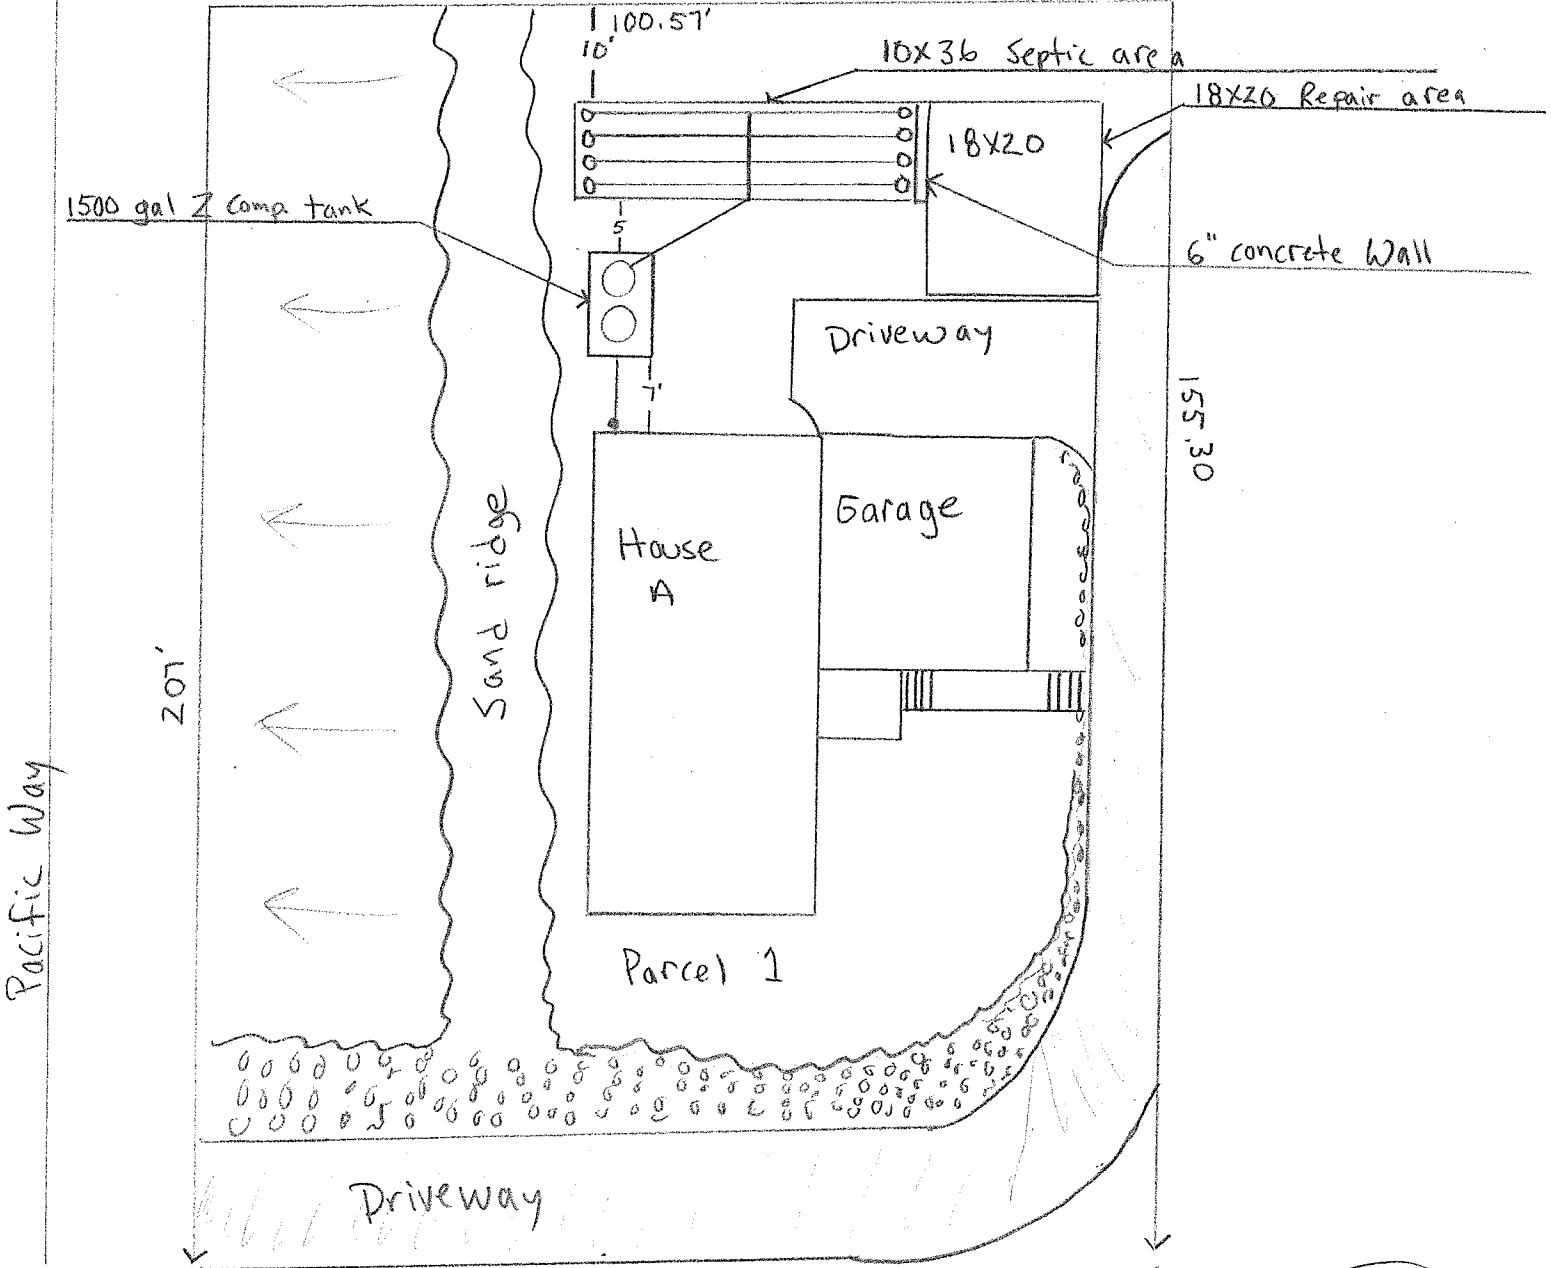 100.57'
10'
10X36 Septic area
18X20 Repair area
18X20
1500 gal 2 comp. tank
5
6" concrete Wall
Driveway
7'
155.30
Garage
House
A
Sand ridge
207'
Pacific Way
Parcel 1
Driveway